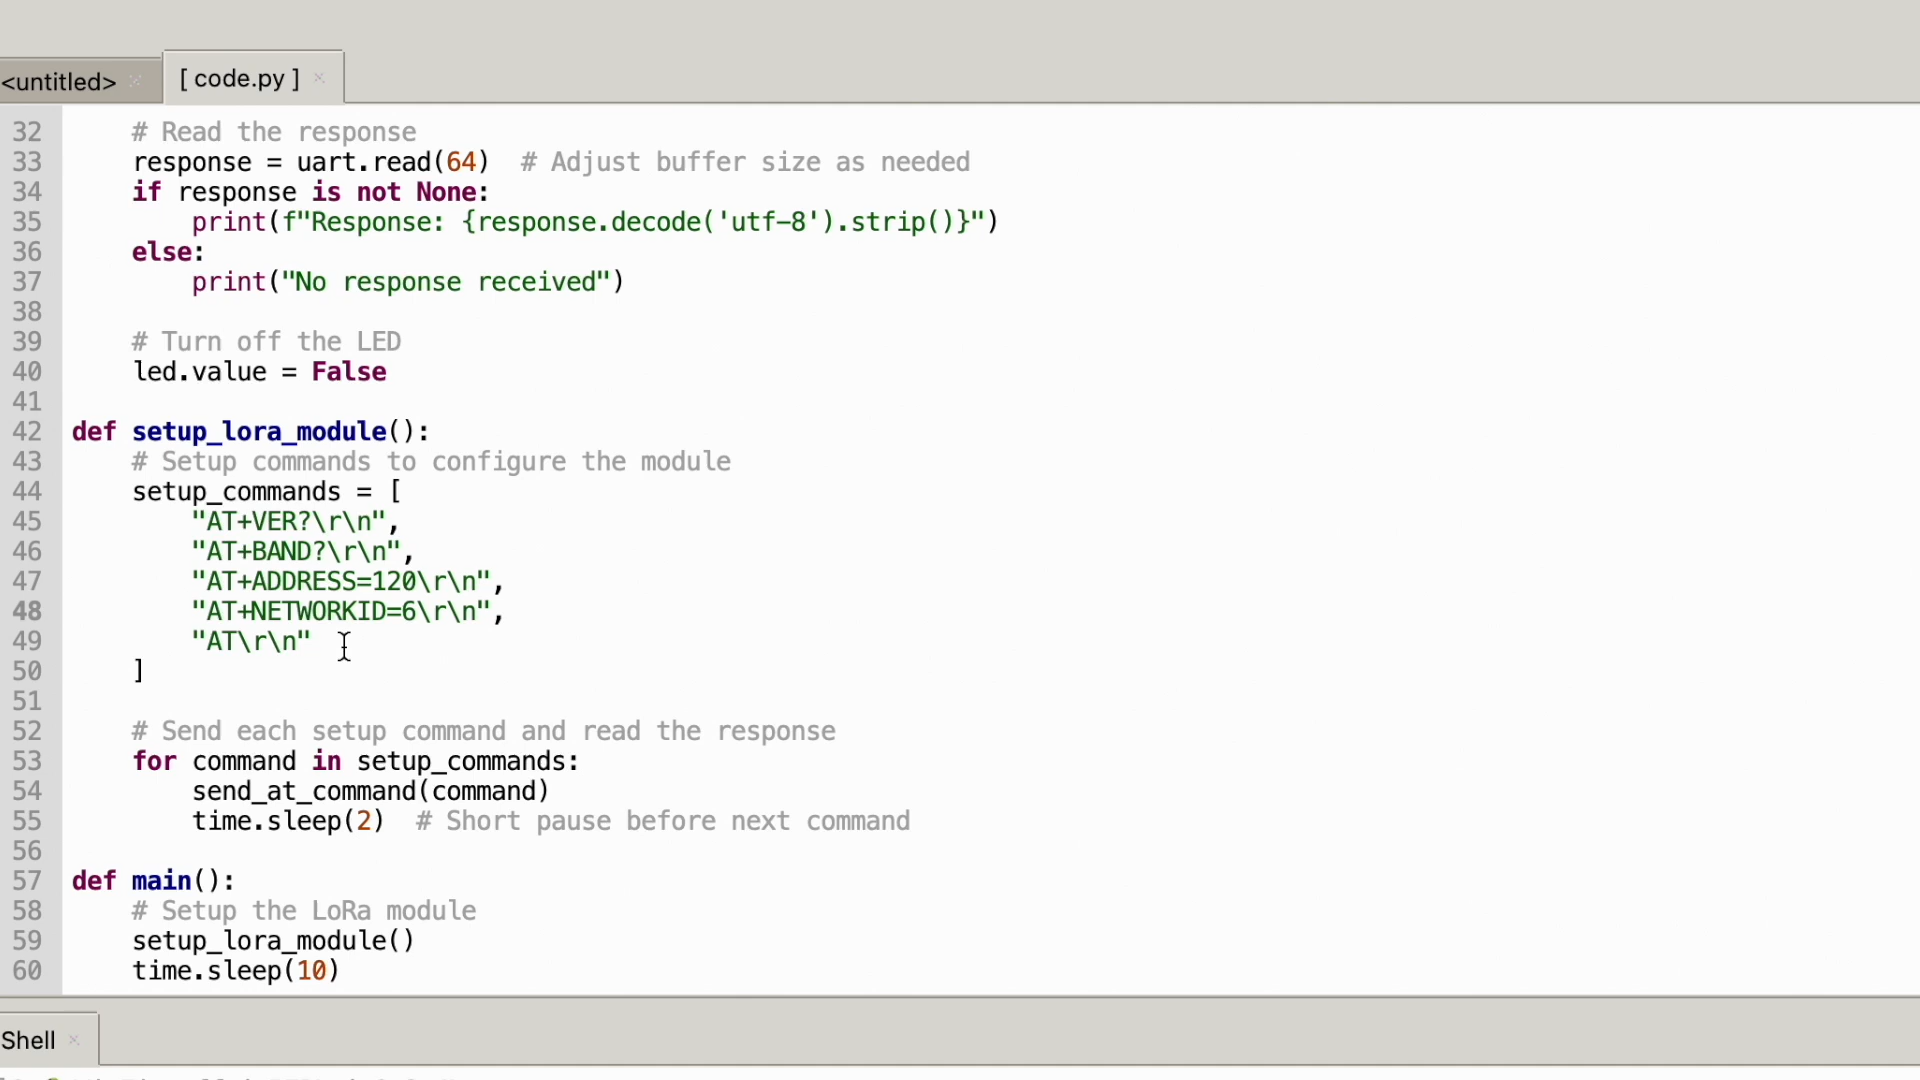 <untitled> ×
[ code.py ] ×
32 # Read the response
33 response = uart.read(64) # Adjust buffer size as needed
34 if response is not None:
35 print(f"Response: {response.decode('utf-8').strip()}")
36 else:
37 print("No response received")
38
39 # Turn off the LED
40 led.value = False
41
42 def setup_lora_module():
43 # Setup commands to configure the module
44 setup_commands = [
45 "AT+VER?\r\n",
46 "AT+BAND?\r\n",
47 "AT+ADDRESS=120\r\n",
48 "AT+NETWORKID=6\r\n",
49 "AT\r\n"
50 ]
51
52 # Send each setup command and read the response
53 for command in setup_commands:
54 send_at_command(command)
55 time.sleep(2) # Short pause before next command
56
57 def main():
58 # Setup the LoRa module
59 setup_lora_module()
60 time.sleep(10)
Shell ×